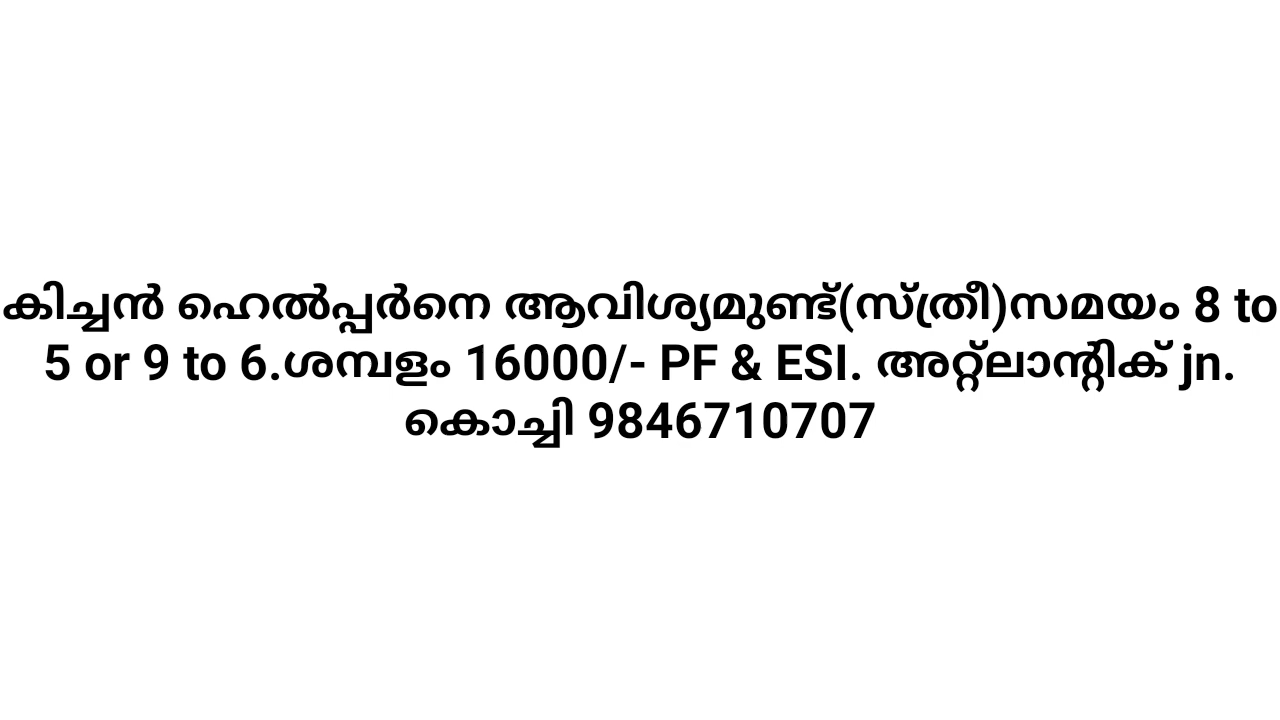 കിച്ചൻ ഹെൽപ്പർനെ ആവിശ്യമുണ്ട്(സ്ത്രീ)സമയം 8 to
5 or 9 to 6.ശമ്പളം 16000/- PF & ESI. അറ്റ്ലാന്റിക് jn.
കൊച്ചി 9846710707